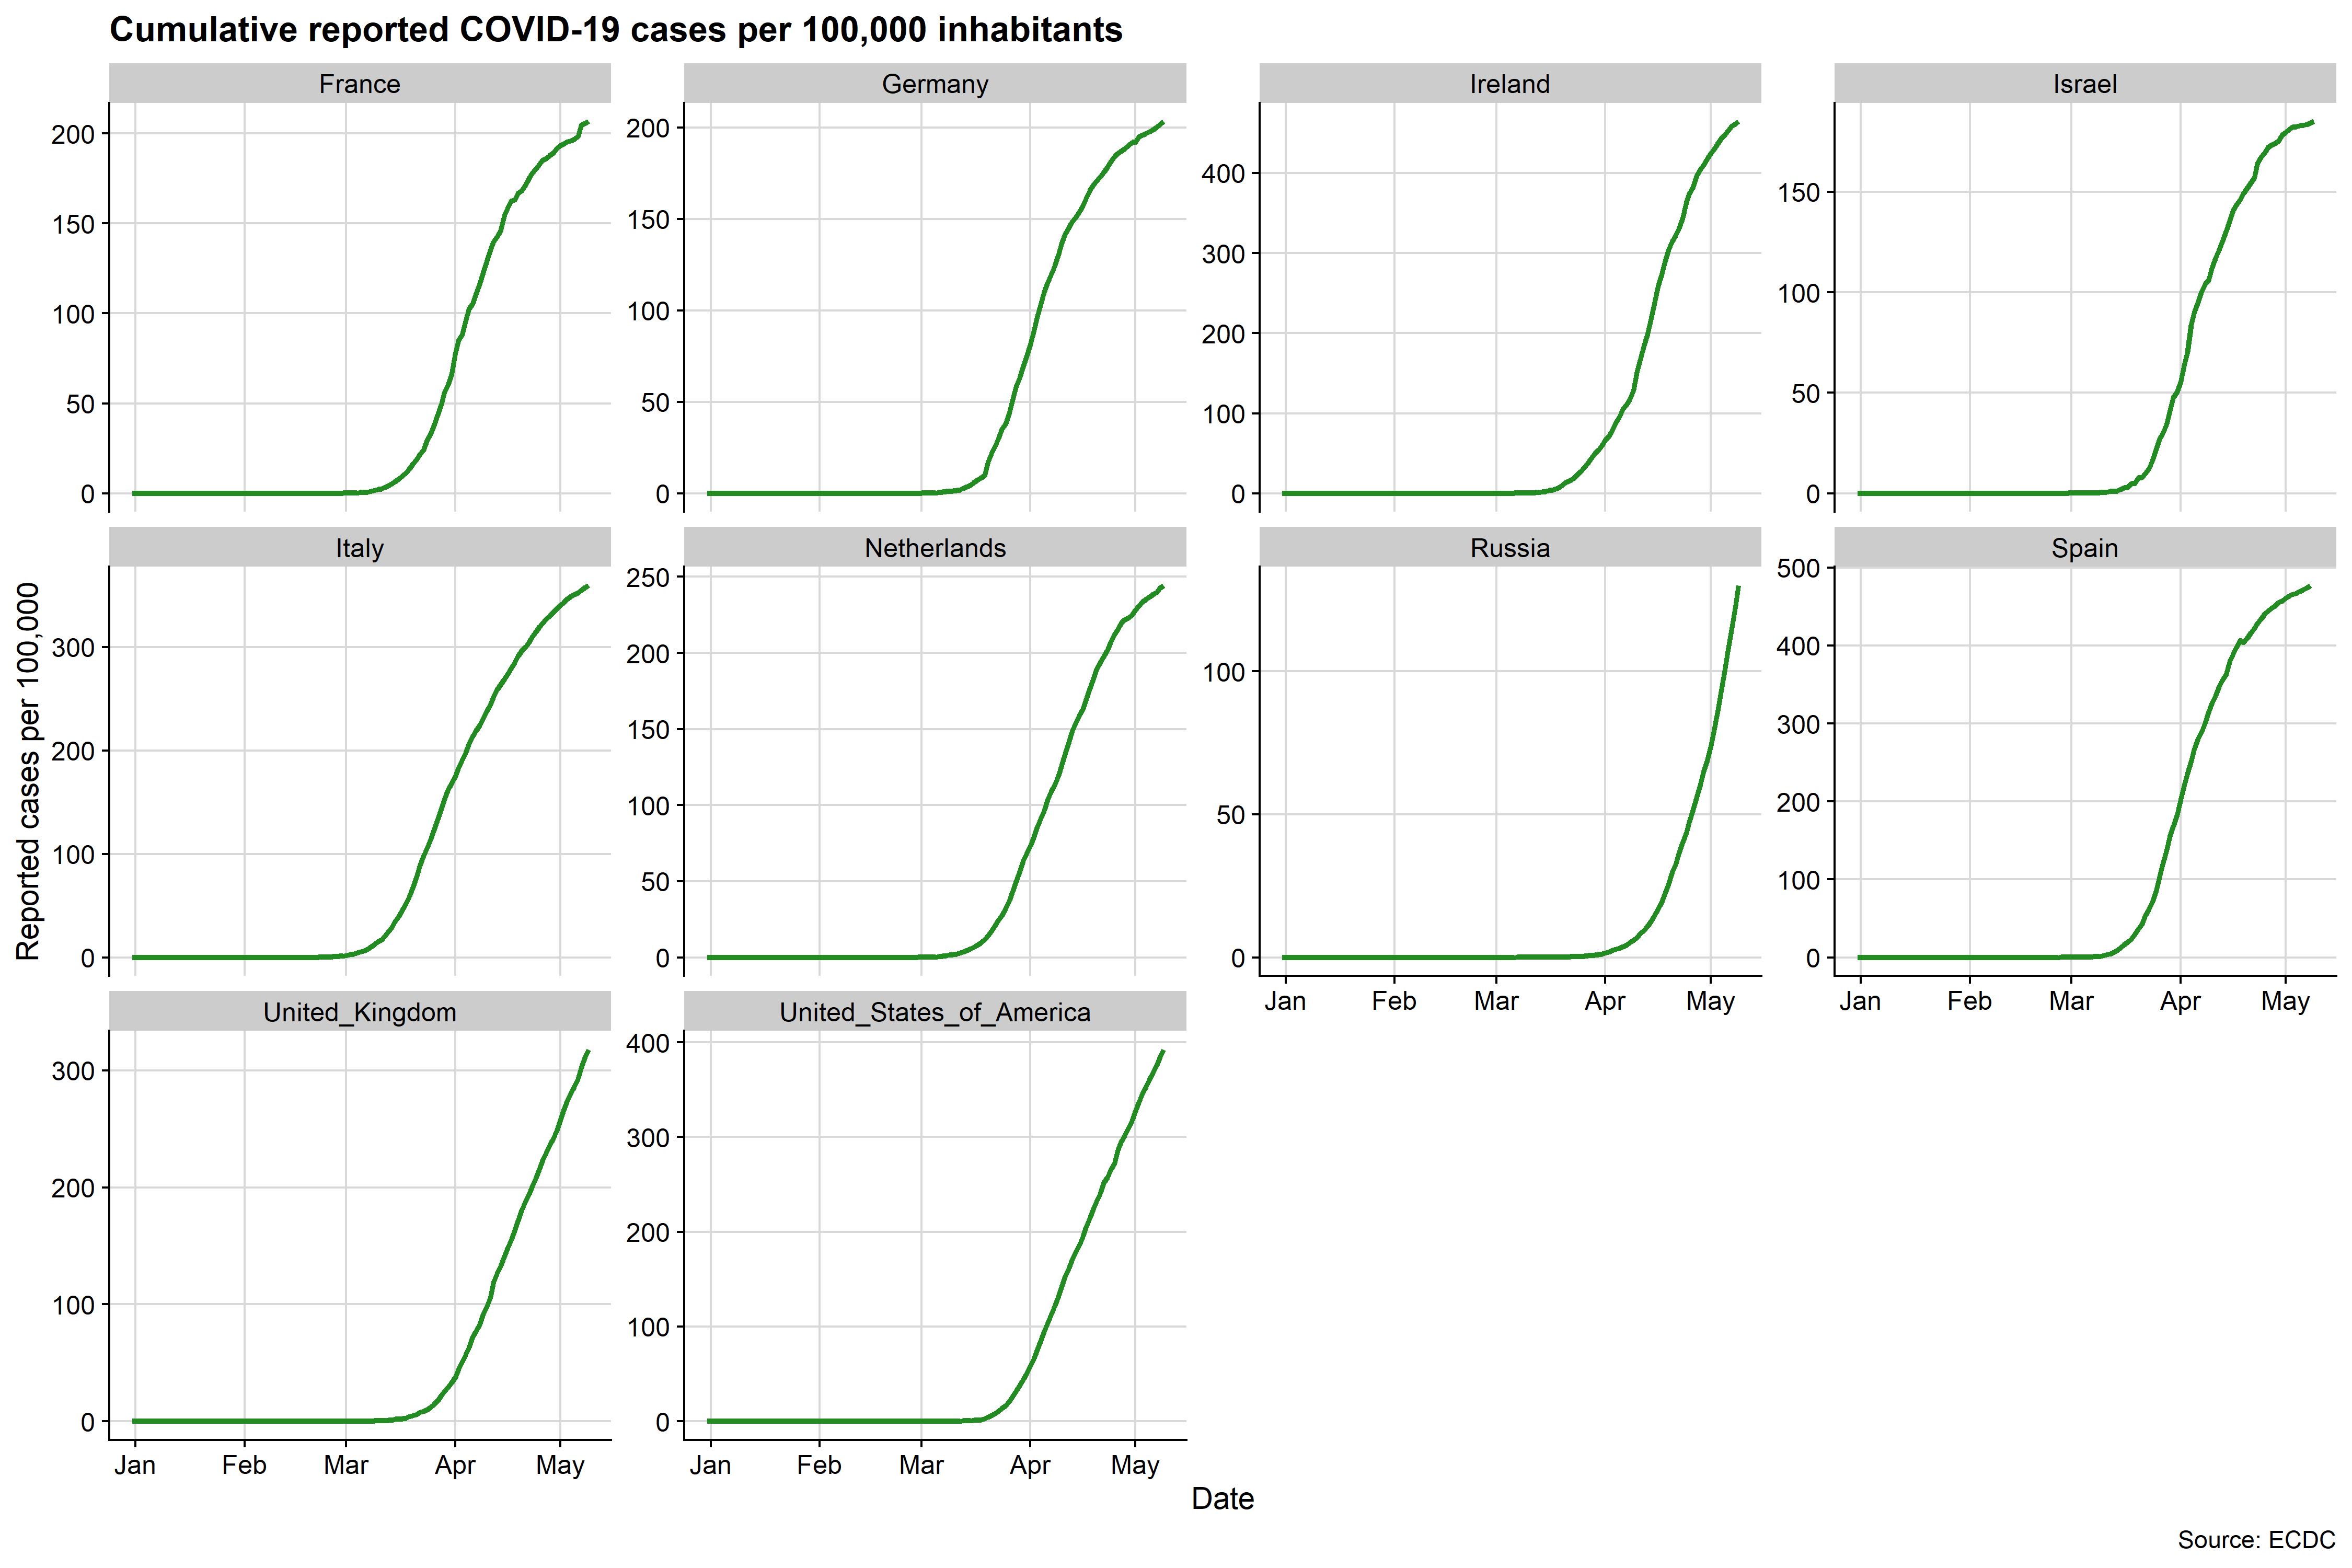 Cumulative reported COVID-19 cases per 100,000 inhabitants
France
Germany
Ireland
Israel
200
150
100
50
0
200
150
100
50
0
400
300
200
100
0
150
100
50
0
Reported cases per 100,000
Italy
Netherlands
Russia
Spain
300
200
100
0
250
200
150
100
50
0
100
50
0
Jan Feb Mar Apr May
500
400
300
200
100
0
Jan Feb Mar Apr May
United_Kingdom
United_States_of_America
300
200
100
0
Jan Feb Mar Apr May
400
300
200
100
0
Jan Feb Mar Apr May
Date
Source: ECDC